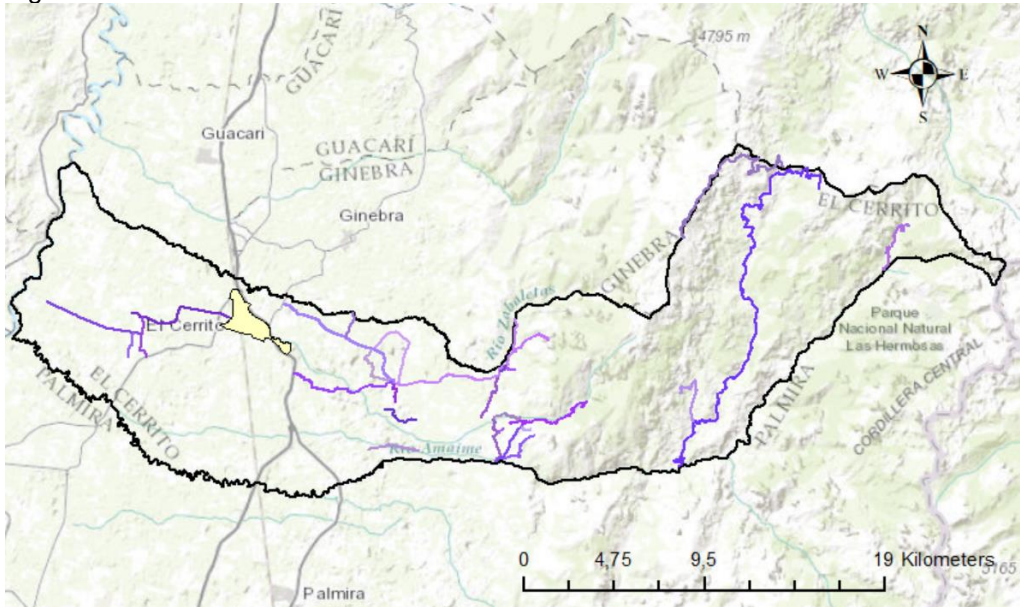 4795 m
N
W
E
S
GUACARÍ
Guacari
GUACARÍ
GINEBRA
Ginebra
EL CERRITO
GINEBRA
Río Zabaletas
El Cerrito
Parque
Nacional Natural
Las Hermosas
EL CERRITO
PALMIRA
PALMIRA
CORDILLERA CENTRAL
Río Amaime
0 4,75 9,5 19 Kilometers
5165
Palmira